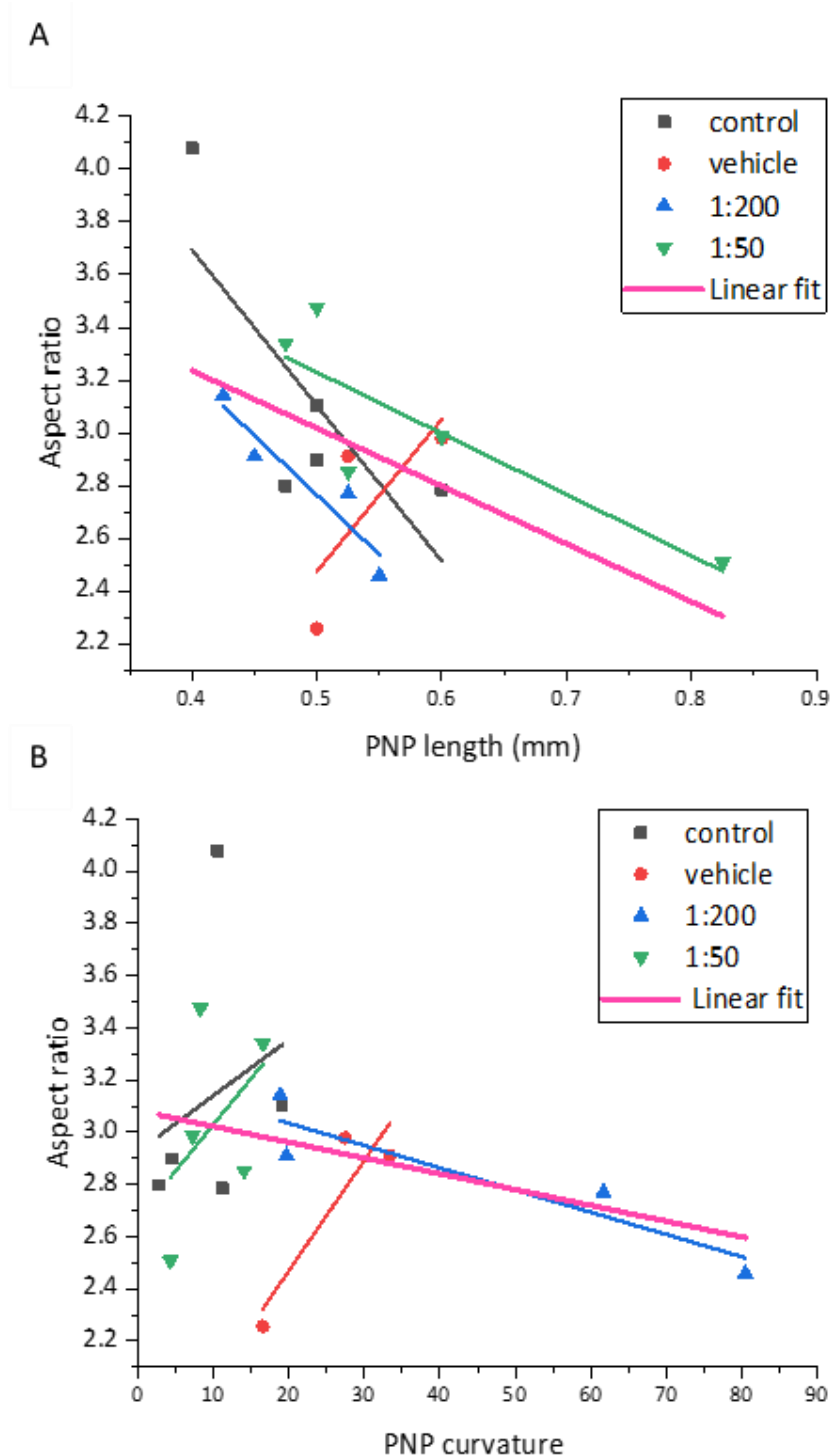 A
4.2
4.0
3.8
3.6
3.4
3.2
3.0
2.8
2.6
2.4
2.2
Aspect ratio
control
vehicle
1:200
1:50
Linear fit
0.4 0.5 0.6 0.7 0.8 0.9
PNP length (mm)
B
4.2
4.0
3.8
3.6
3.4
3.2
3.0
2.8
2.6
2.4
2.2
Aspect ratio
control
vehicle
1:200
1:50
Linear fit
0 10 20 30 40 50 60 70 80 90
PNP curvature